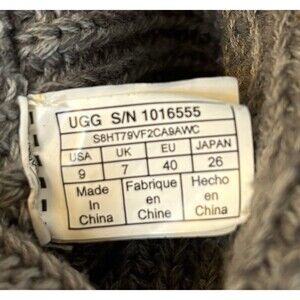 UGG S/N 1016555
S8HT79VF2CA9AWC
USA UK EU JAPAN
9 7 40 26
Made Fabrique Hecho
in en en
China Chine China